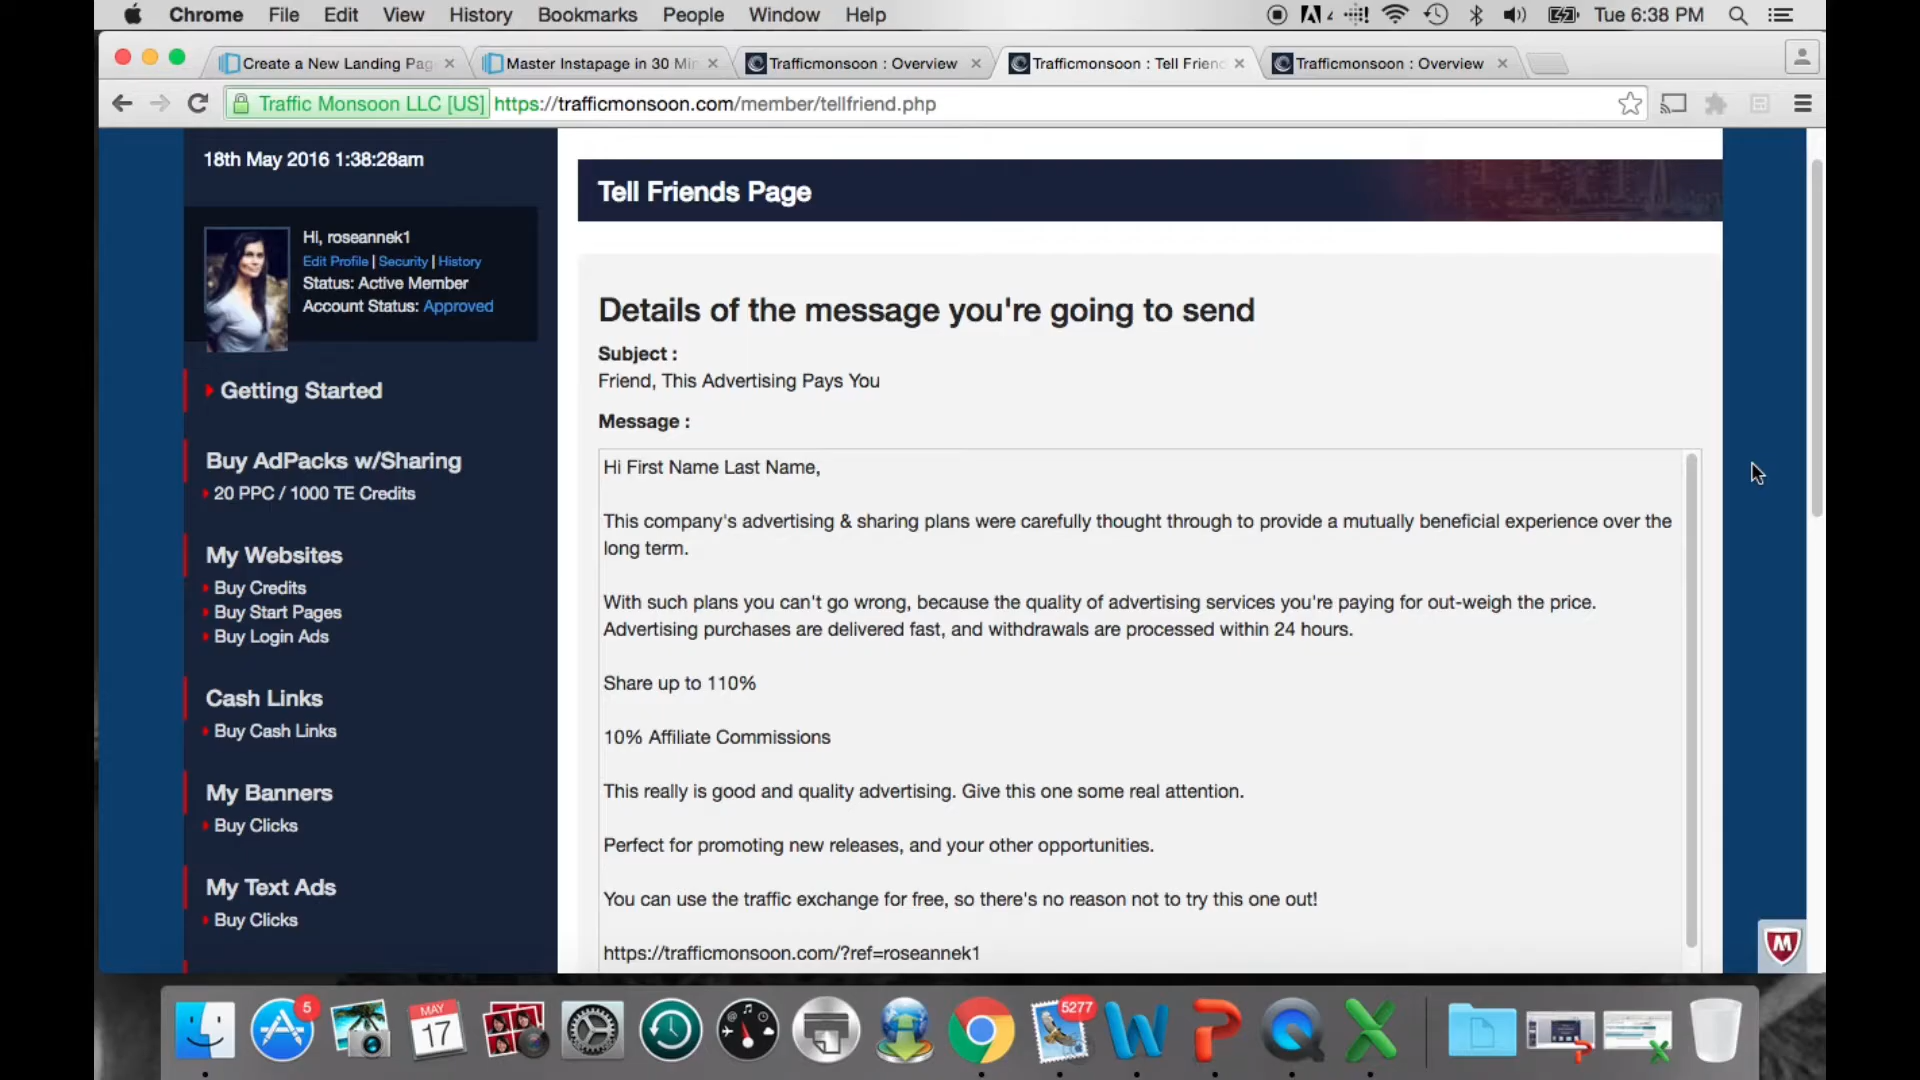 Chrome File Edit View History Bookmarks People Window Help
4 Tue 6:38 PM
Create a New Landing Pag
Master Instapage in 30 Min
Trafficmonsoon : Overview
Trafficmonsoon : Tell Frien
Trafficmonsoon : Overview
Traffic Monsoon LLC [US] https://trafficmonsoon.com/member/tellfriend.php
18th May 2016 1:38:28am
Hi, roseannek1
Edit Profile | Security | History
Status: Active Member
Account Status: Approved
Getting Started
Buy AdPacks w/Sharing
20 PPC / 1000 TE Credits
My Websites
Buy Credits
Buy Start Pages
Buy Login Ads
Cash Links
Buy Cash Links
My Banners
Buy Clicks
My Text Ads
Buy Clicks
Tell Friends Page
Details of the message you're going to send
Subject :
Friend, This Advertising Pays You
Message :
Hi First Name Last Name,
This company's advertising & sharing plans were carefully thought through to provide a mutually beneficial experience over the
long term.
With such plans you can't go wrong, because the quality of advertising services you're paying for out-weigh the price.
Advertising purchases are delivered fast, and withdrawals are processed within 24 hours.
Share up to 110%
10% Affiliate Commissions
This really is good and quality advertising. Give this one some real attention.
Perfect for promoting new releases, and your other opportunities.
You can use the traffic exchange for free, so there's no reason not to try this one out!
https://trafficmonsoon.com/?ref=roseannek1
5
MAY
17
5277